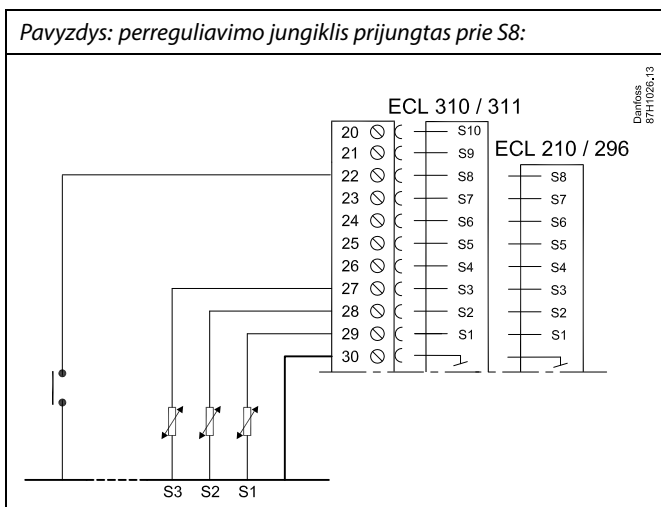 Pavyzdys: perreguliavimo jungiklis prijungtas prie S8:
Danfoss
87H1026.13
ECL 310 / 311
ECL 210 / 296
20 S10
21 S9
22 S8 S8
23 S7 S7
24 S6 S6
25 S5 S5
26 S4 S4
27 S3 S3
28 S2 S2
29 S1 S1
30
S3 S2 S1